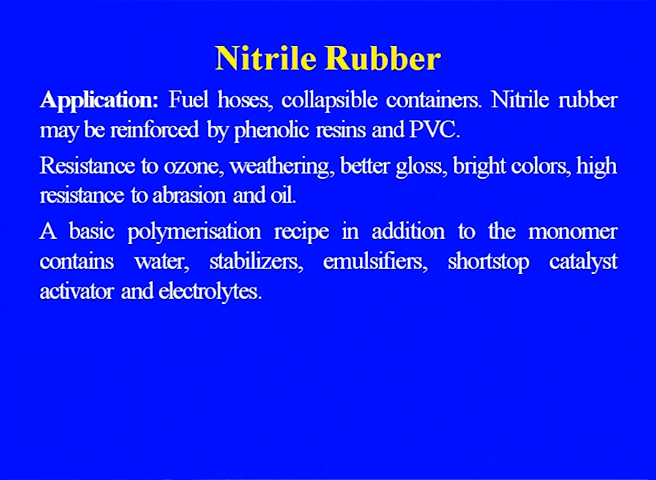 Nitrile Rubber
Application: Fuel hoses, collapsible containers. Nitrile rubber
may be reinforced by phenolic resins and PVC.
Resistance to ozone, weathering, better gloss, bright colors, high
resistance to abrasion and oil.
A basic polymerisation recipe in addition to the monomer
contains water, stabilizers, emulsifiers, shortstop catalyst
activator and electrolytes.